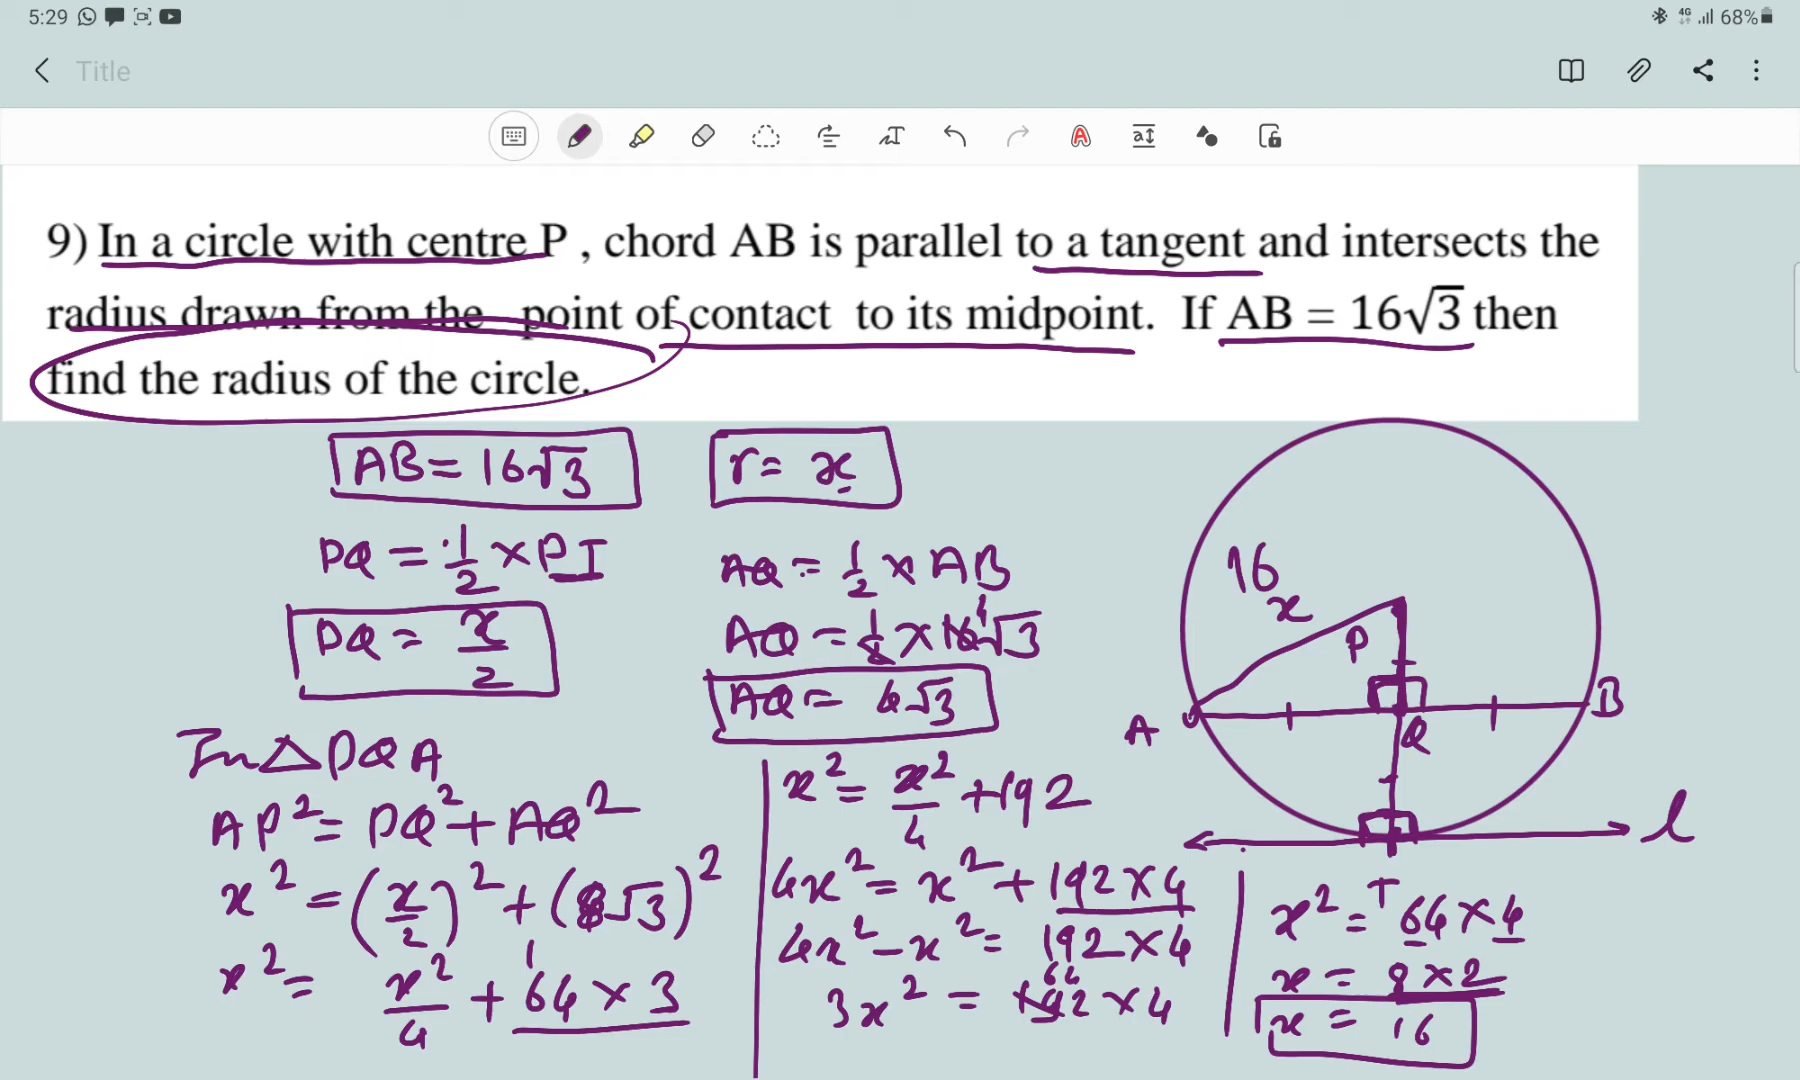 5:29
4G 68%
Title
9) In a circle with centre P , chord AB is parallel to a tangent and intersects the
radius drawn from the point of contact to its midpoint. If AB = 16√3 then
find the radius of the circle.
AB = 16√3
r = x
PQ = 1/2 × PI
PQ = x/2
AQ = 1/2 × AB
AQ = 1/2 × 16√3
AQ = 6√3
In △PQA
AP² = PQ² + AQ²
x² = (x/2)² + (8√3)²
x² = x²/4 + 64 × 3
x² = x²/4 + 192
4x² = x² + 192 × 4
4x² - x² = 192 × 4
64
3x² = 192 × 4
x² = 64 × 4
x = 8 × 2
x = 16
16
x
P
A
B
Q
l
T